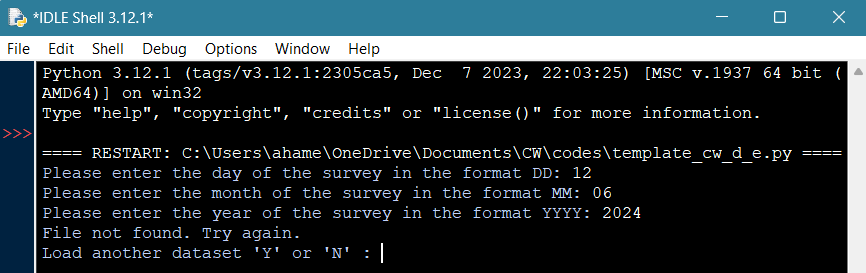 *IDLE Shell 3.12.1*
File Edit Shell Debug Options Window Help
Python 3.12.1 (tags/v3.12.1:2305ca5, Dec  7 2023, 22:03:25) [MSC v.1937 64 bit (
AMD64)] on win32
Type "help", "copyright", "credits" or "license()" for more information.
>>>
==== RESTART: C:\Users\ahame\OneDrive\Documents\CW\codes\template_cw_d_e.py ====
Please enter the day of the survey in the format DD: 12
Please enter the month of the survey in the format MM: 06
Please enter the year of the survey in the format YYYY: 2024
File not found. Try again.
Load another dataset 'Y' or 'N' :